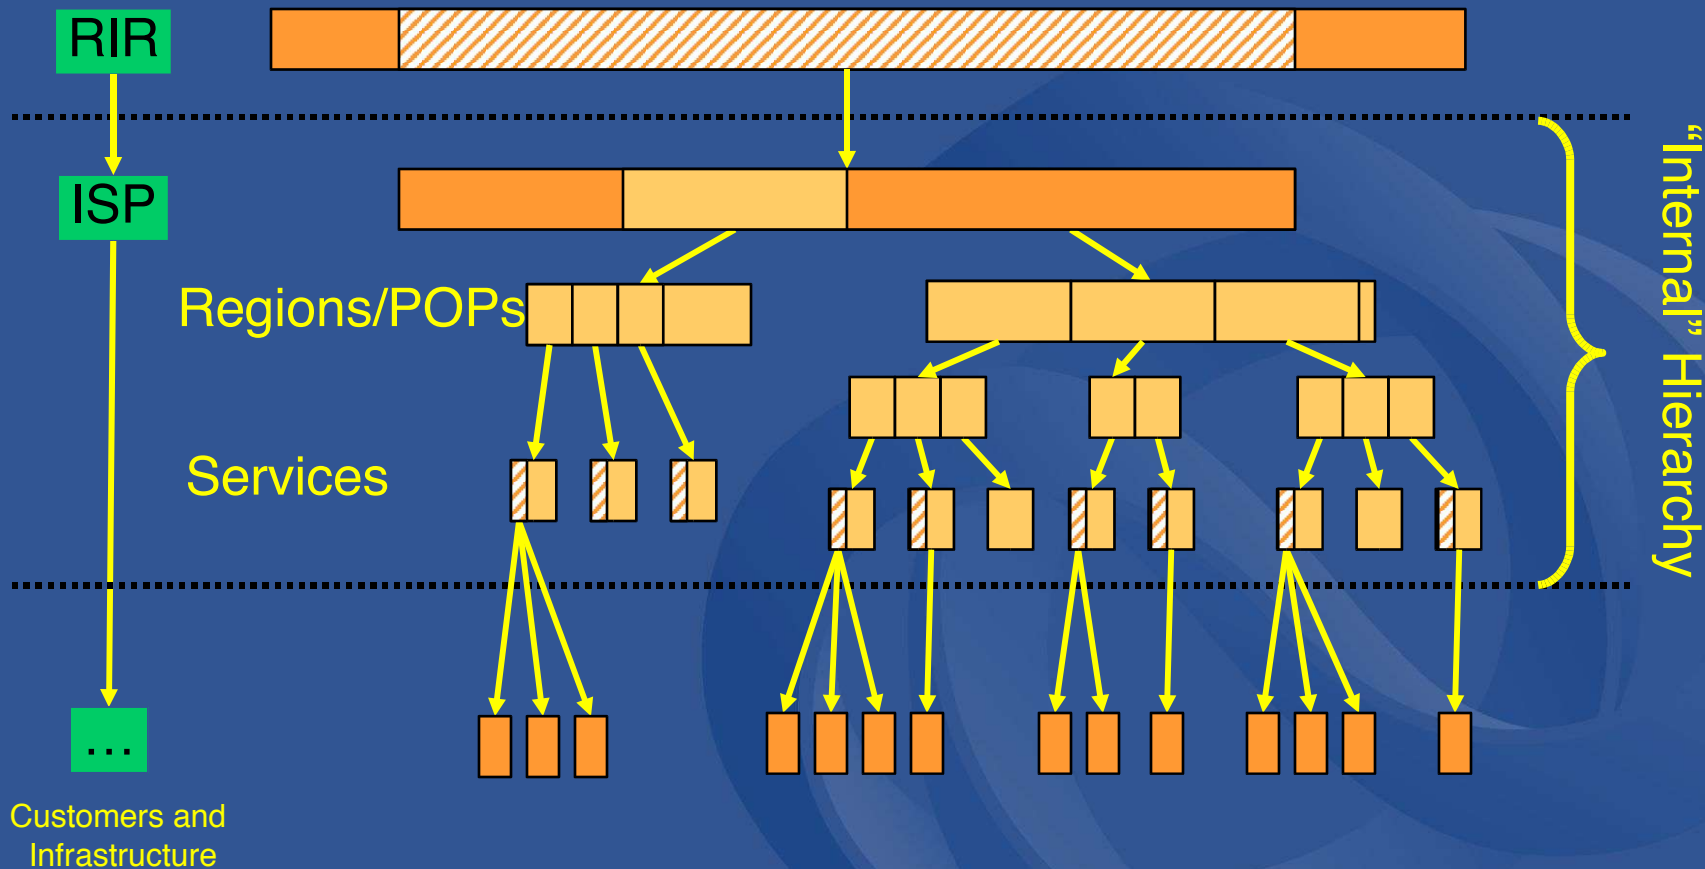 RIR
ISP
Regions/POPs
Services
…
Customers and
Infrastructure
“Internal” Hierarchy